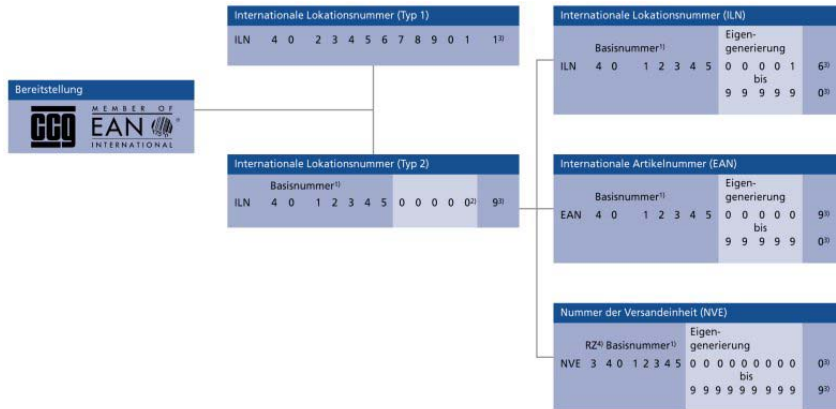 Bereitstellung
ccg
MEMBER OF
EAN
INTERNATIONAL
Internationale Lokationsnummer (Typ 1)
ILN 4 0 2 3 4 5 6 7 8 9 0 1 1³⁾
Internationale Lokationsnummer (Typ 2)
Basisnummer¹⁾
ILN 4 0 1 2 3 4 5 0 0 0 0 0²⁾ 9³⁾
Internationale Lokationsnummer (ILN)
Eigen-
Basisnummer¹⁾ generierung
ILN 4 0 1 2 3 4 5 0 0 0 0 1 6³⁾
bis
9 9 9 9 9 0³⁾
Internationale Artikelnummer (EAN)
Eigen-
Basisnummer¹⁾ generierung
EAN 4 0 1 2 3 4 5 0 0 0 0 0 9³⁾
bis
9 9 9 9 9 0³⁾
Nummer der Versandeinheit (NVE)
Eigen-
RZ⁴⁾ Basisnummer¹⁾ generierung
NVE 3 4 0 1 2 3 4 5 0 0 0 0 0 0 0 0 0 0³⁾
bis
9 9 9 9 9 9 9 9 9 9³⁾